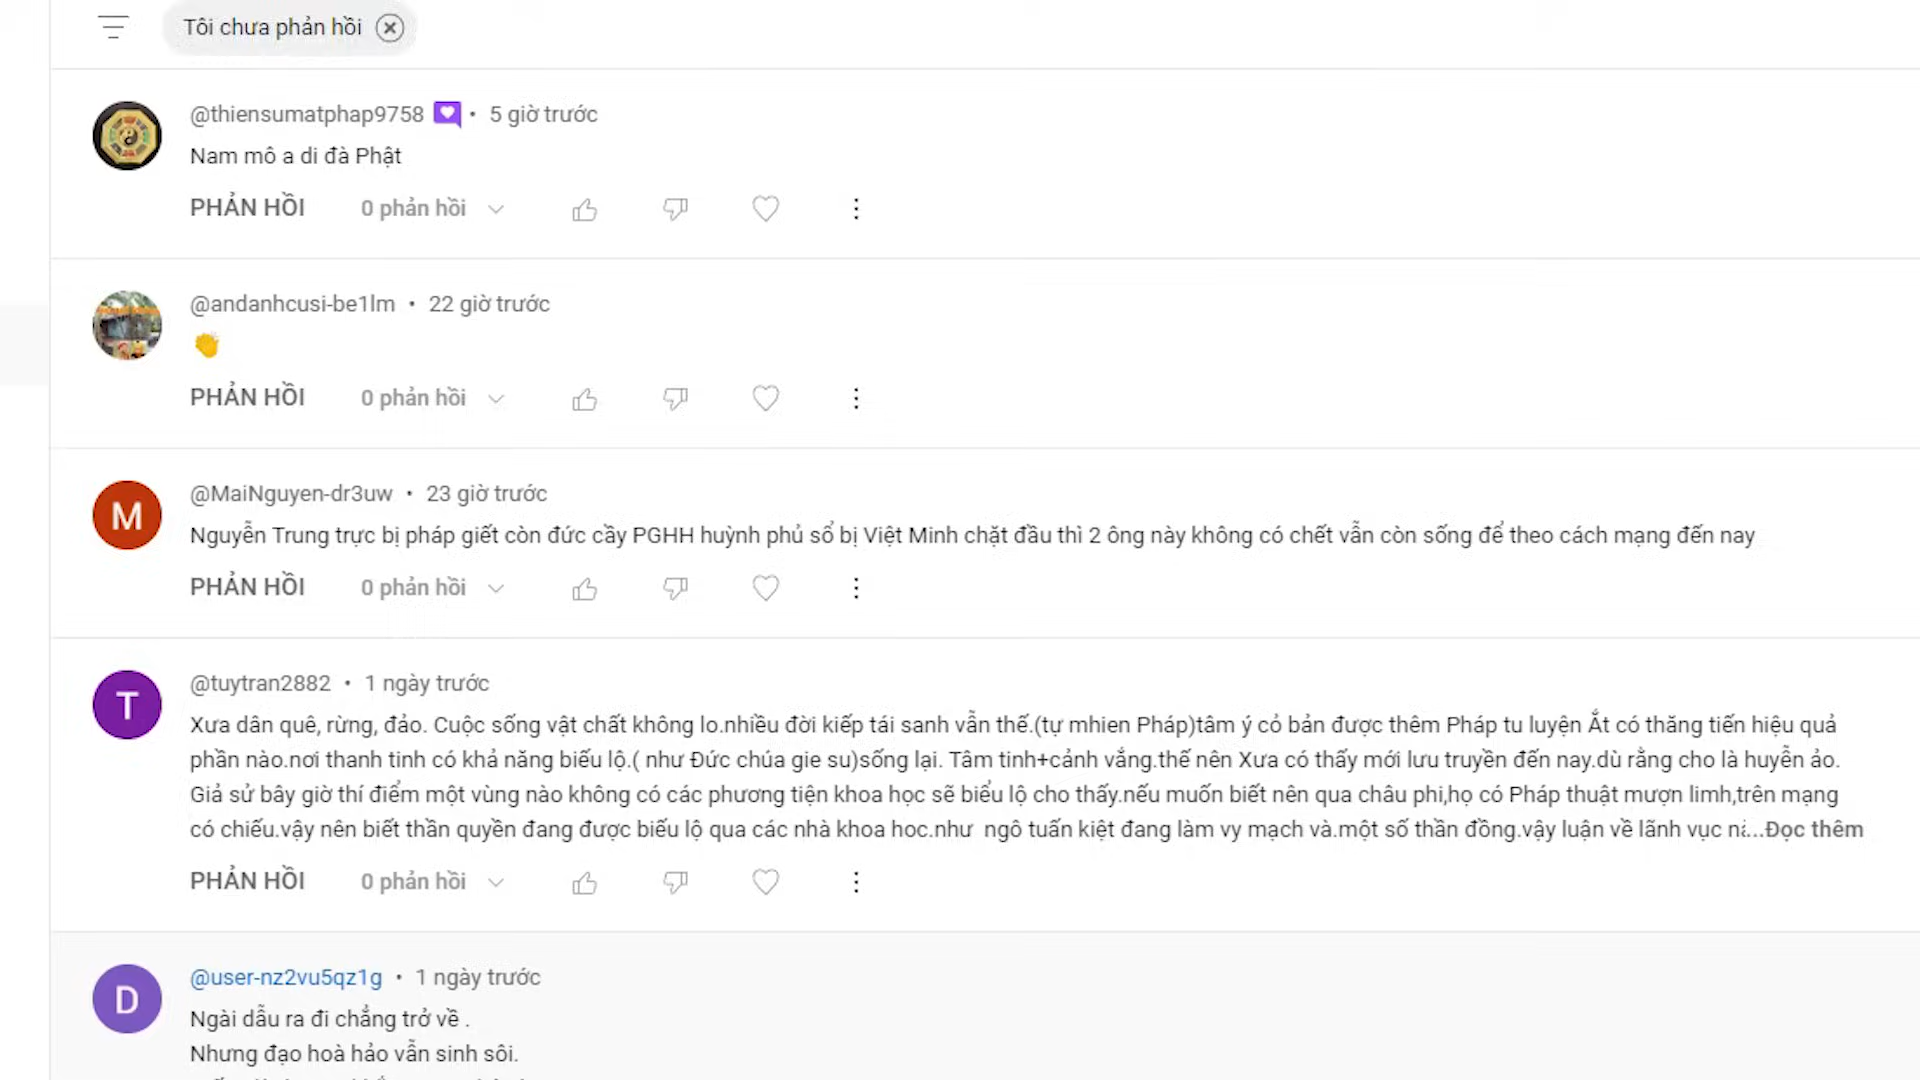 Tôi chưa phản hồi
@thiensumatphap9758 • 5 giờ trước
Nam mô a di đà Phật
PHẢN HỒI 0 phản hồi
@andanhcusi-be1lm • 22 giờ trước
👏
PHẢN HỒI 0 phản hồi
M
@MaiNguyen-dr3uw • 23 giờ trước
Nguyễn Trung trực bị pháp giết còn đức cầy PGHH huỳnh phủ sổ bị Việt Minh chặt đầu thì 2 ông này không có chết vẫn còn sống để theo cách mạng đến nay
PHẢN HỒI 0 phản hồi
T
@tuytran2882 • 1 ngày trước
Xưa dân quê, rừng, đảo. Cuộc sống vật chất không lo.nhiều đời kiếp tái sanh vẫn thế.(tự mhien Pháp)tâm ý cỏ bản được thêm Pháp tu luyện Ắt có thăng tiến hiệu quả
phần nào.nơi thanh tinh có khả năng biếu lộ.( như Đức chúa gie su)sống lại. Tâm tinh+cảnh vắng.thế nên Xưa có thấy mới lưu truyền đến nay.dù rằng cho là huyễn ảo.
Giả sử bây giờ thí điểm một vùng nào không có các phương tiện khoa học sẽ biểu lộ cho thấy.nếu muốn biết nên qua châu phi,họ có Pháp thuật mượn limh,trên mạng
có chiếu.vậy nên biết thần quyền đang được biếu lộ qua các nhà khoa học.như ngô tuấn kiệt đang làm vy mạch và.một số thần đồng.vậy luận về lãnh vục ...Đọc thêm
PHẢN HỒI 0 phản hồi
D
@user-nz2vu5qz1g • 1 ngày trước
Ngài dẫu ra đi chẳng trở về .
Nhưng đạo hoà hảo vẫn sinh sôi.